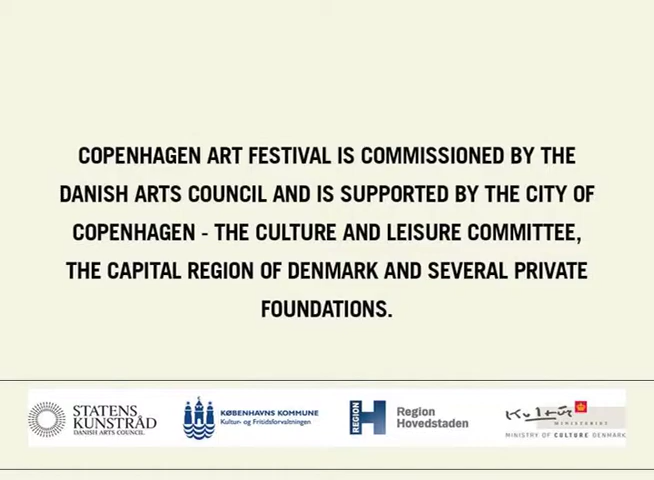 COPENHAGEN ART FESTIVAL IS COMMISSIONED BY THE
DANISH ARTS COUNCIL AND IS SUPPORTED BY THE CITY OF
COPENHAGEN - THE CULTURE AND LEISURE COMMITTEE,
THE CAPITAL REGION OF DENMARK AND SEVERAL PRIVATE
FOUNDATIONS.
STATENS
KUNSTRÅD
DANISH ARTS COUNCIL
KØBENHAVNS KOMMUNE
Kultur- og Fritidsforvaltningen
REGION H
Region
Hovedstaden
Kultur
MINISTERIET
MINISTRY OF CULTURE DENMARK